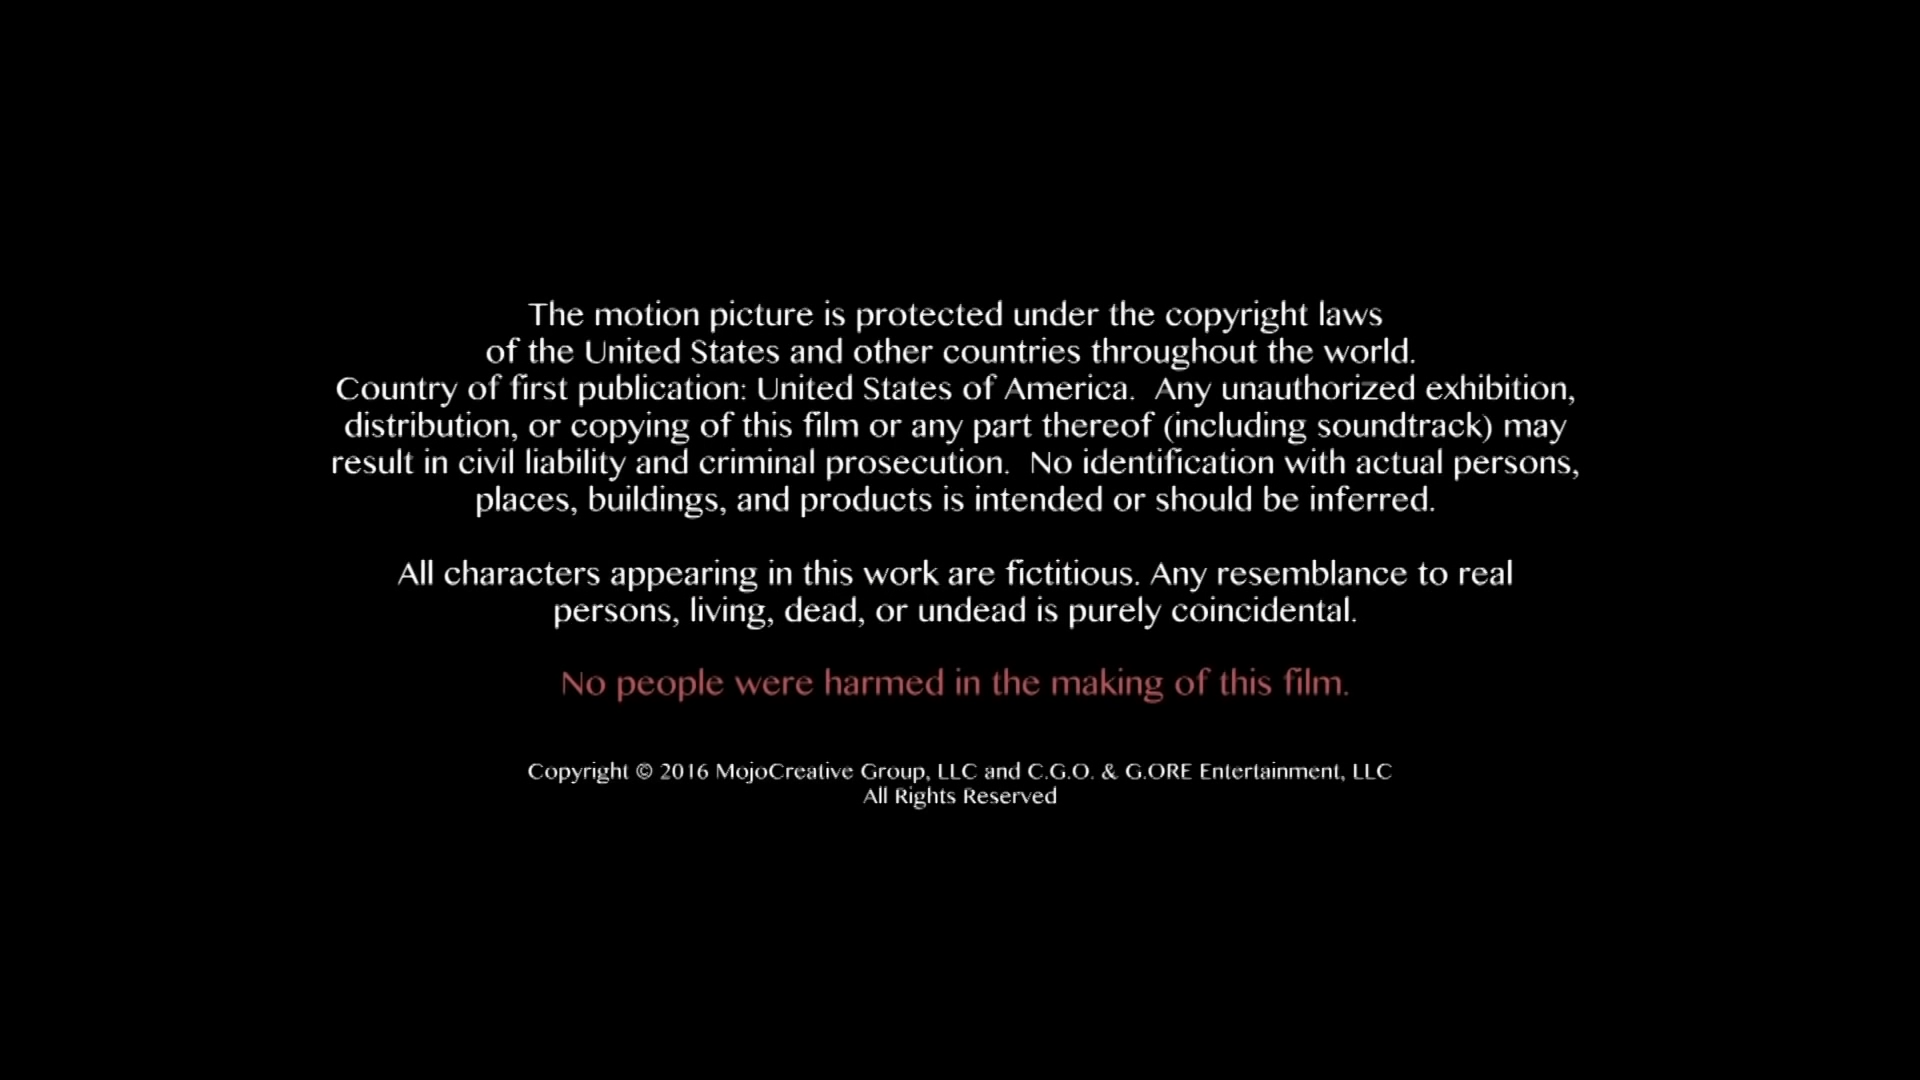 The motion picture is protected under the copyright laws
of the United States and other countries throughout the world.
Country of first publication: United States of America.  Any unauthorized exhibition,
distribution, or copying of this film or any part thereof (including soundtrack) may
result in civil liability and criminal prosecution.  No identification with actual persons,
places, buildings, and products is intended or should be inferred.
All characters appearing in this work are fictitious. Any resemblance to real
persons, living, dead, or undead is purely coincidental.
No people were harmed in the making of this film.
Copyright © 2016 MojoCreative Group, LLC and C.G.O. & G.ORE Entertainment, LLC
All Rights Reserved